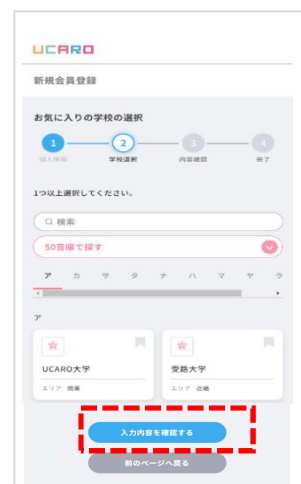 UCARO
新規会員登録
お気に入りの学校の選択
1 2 3 4
個人情報 学校選択 内容確認 完了
1つ以上選択してください。
検索
50音順で探す
ア カ サ タ ナ ハ マ ヤ ラ
ア
UCARO大学 受路大学
エリア 関東 エリア 近畿
入力内容を確認する
前のページへ戻る